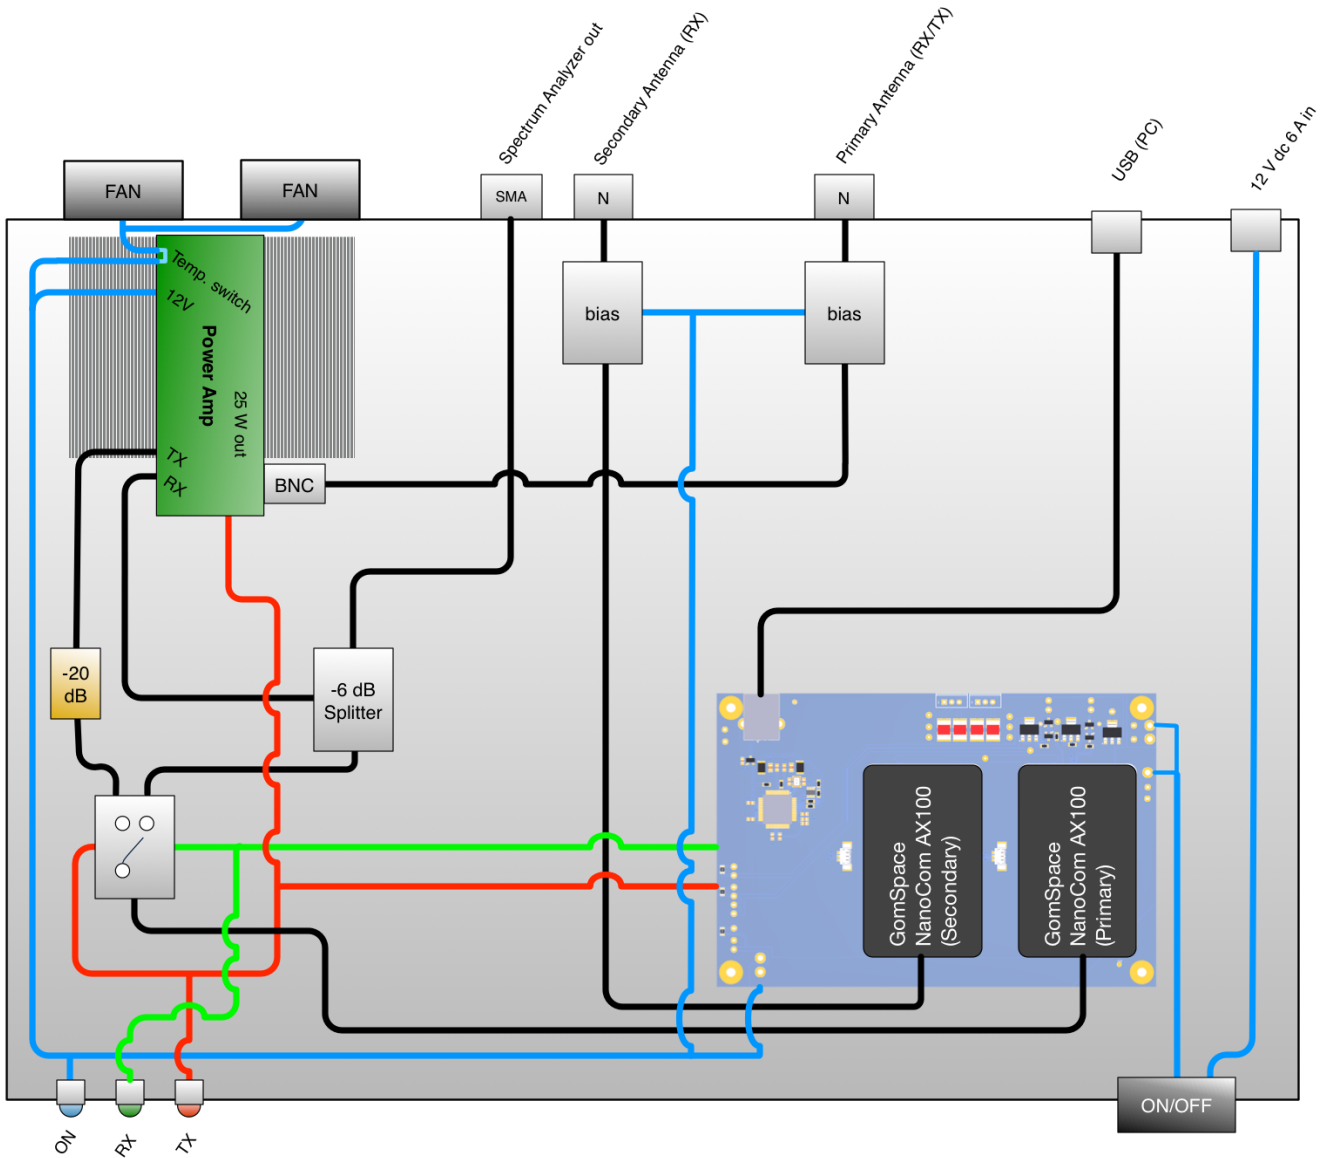 Spectrum Analyzer out
Secondary Antenna (RX)
Primary Antenna (RX/TX)
USB (PC)
12 V dc 6 A in
FAN
FAN
SMA
N
N
Temp. switch
12V
Power Amp
25 W out
TX
RX
BNC
bias
bias
-20
dB
-6 dB
Splitter
GomSpace
NanoCom AX100
(Secondary)
GomSpace
NanoCom AX100
(Primary)
ON/OFF
ON
RX
TX